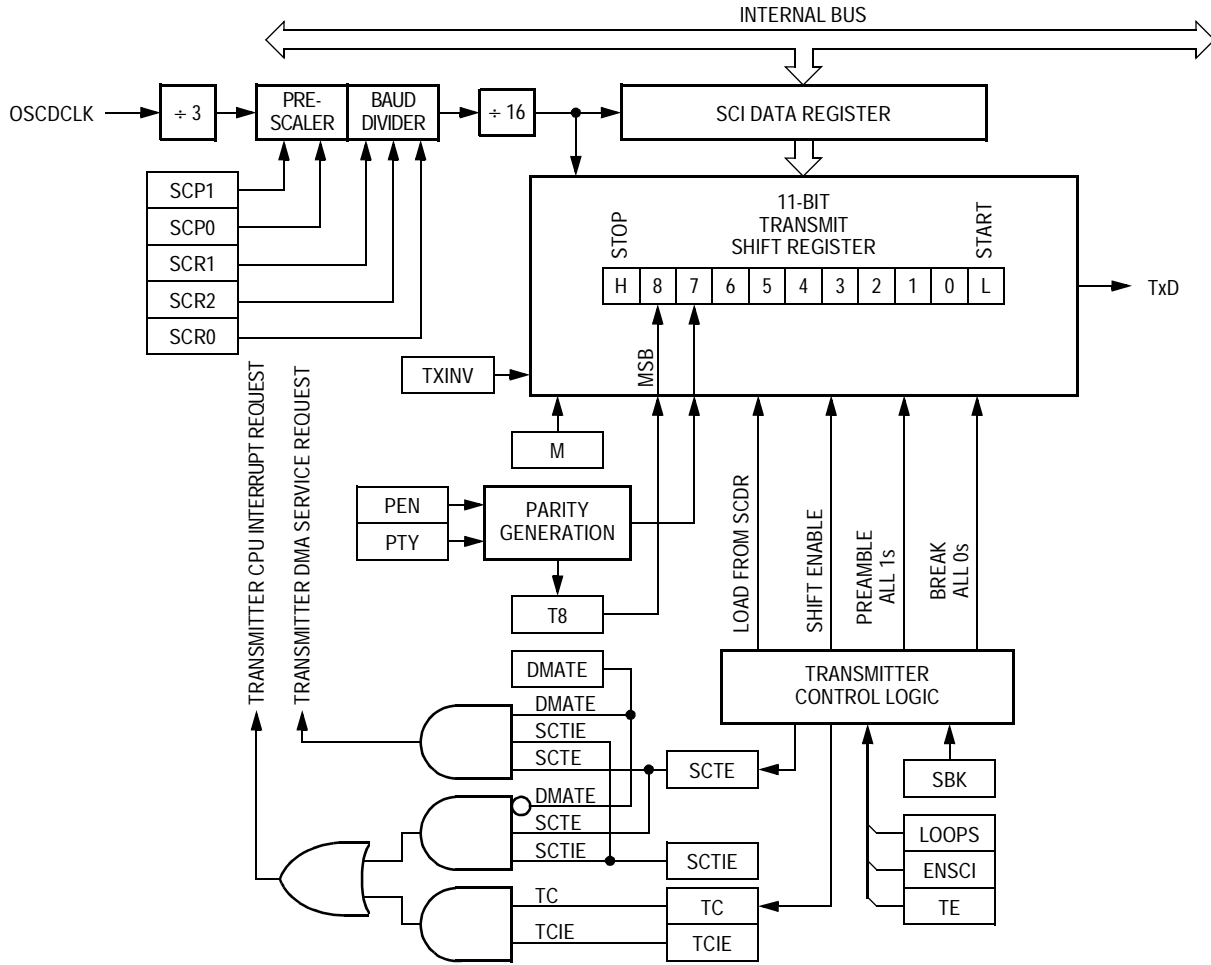 INTERNAL BUS
OSCDCLK
÷ 3
PRE-
SCALER
BAUD
DIVIDER
÷ 16
SCI DATA REGISTER
SCP1
SCP0
SCR1
SCR2
SCR0
11-BIT
TRANSMIT
SHIFT REGISTER
STOP
START
H 8 7 6 5 4 3 2 1 0 L
TxD
MSB
TXINV
M
PEN
PTY
PARITY
GENERATION
T8
TRANSMITTER CPU INTERRUPT REQUEST
TRANSMITTER DMA SERVICE REQUEST
LOAD FROM SCDR
SHIFT ENABLE
PREAMBLE
ALL 1s
BREAK
ALL 0s
TRANSMITTER
CONTROL LOGIC
DMATE
DMATE
SCTIE
SCTE
SCTE
DMATE
SCTE
SCTIE
SCTIE
TC
TC
TCIE
TCIE
SBK
LOOPS
ENSCI
TE